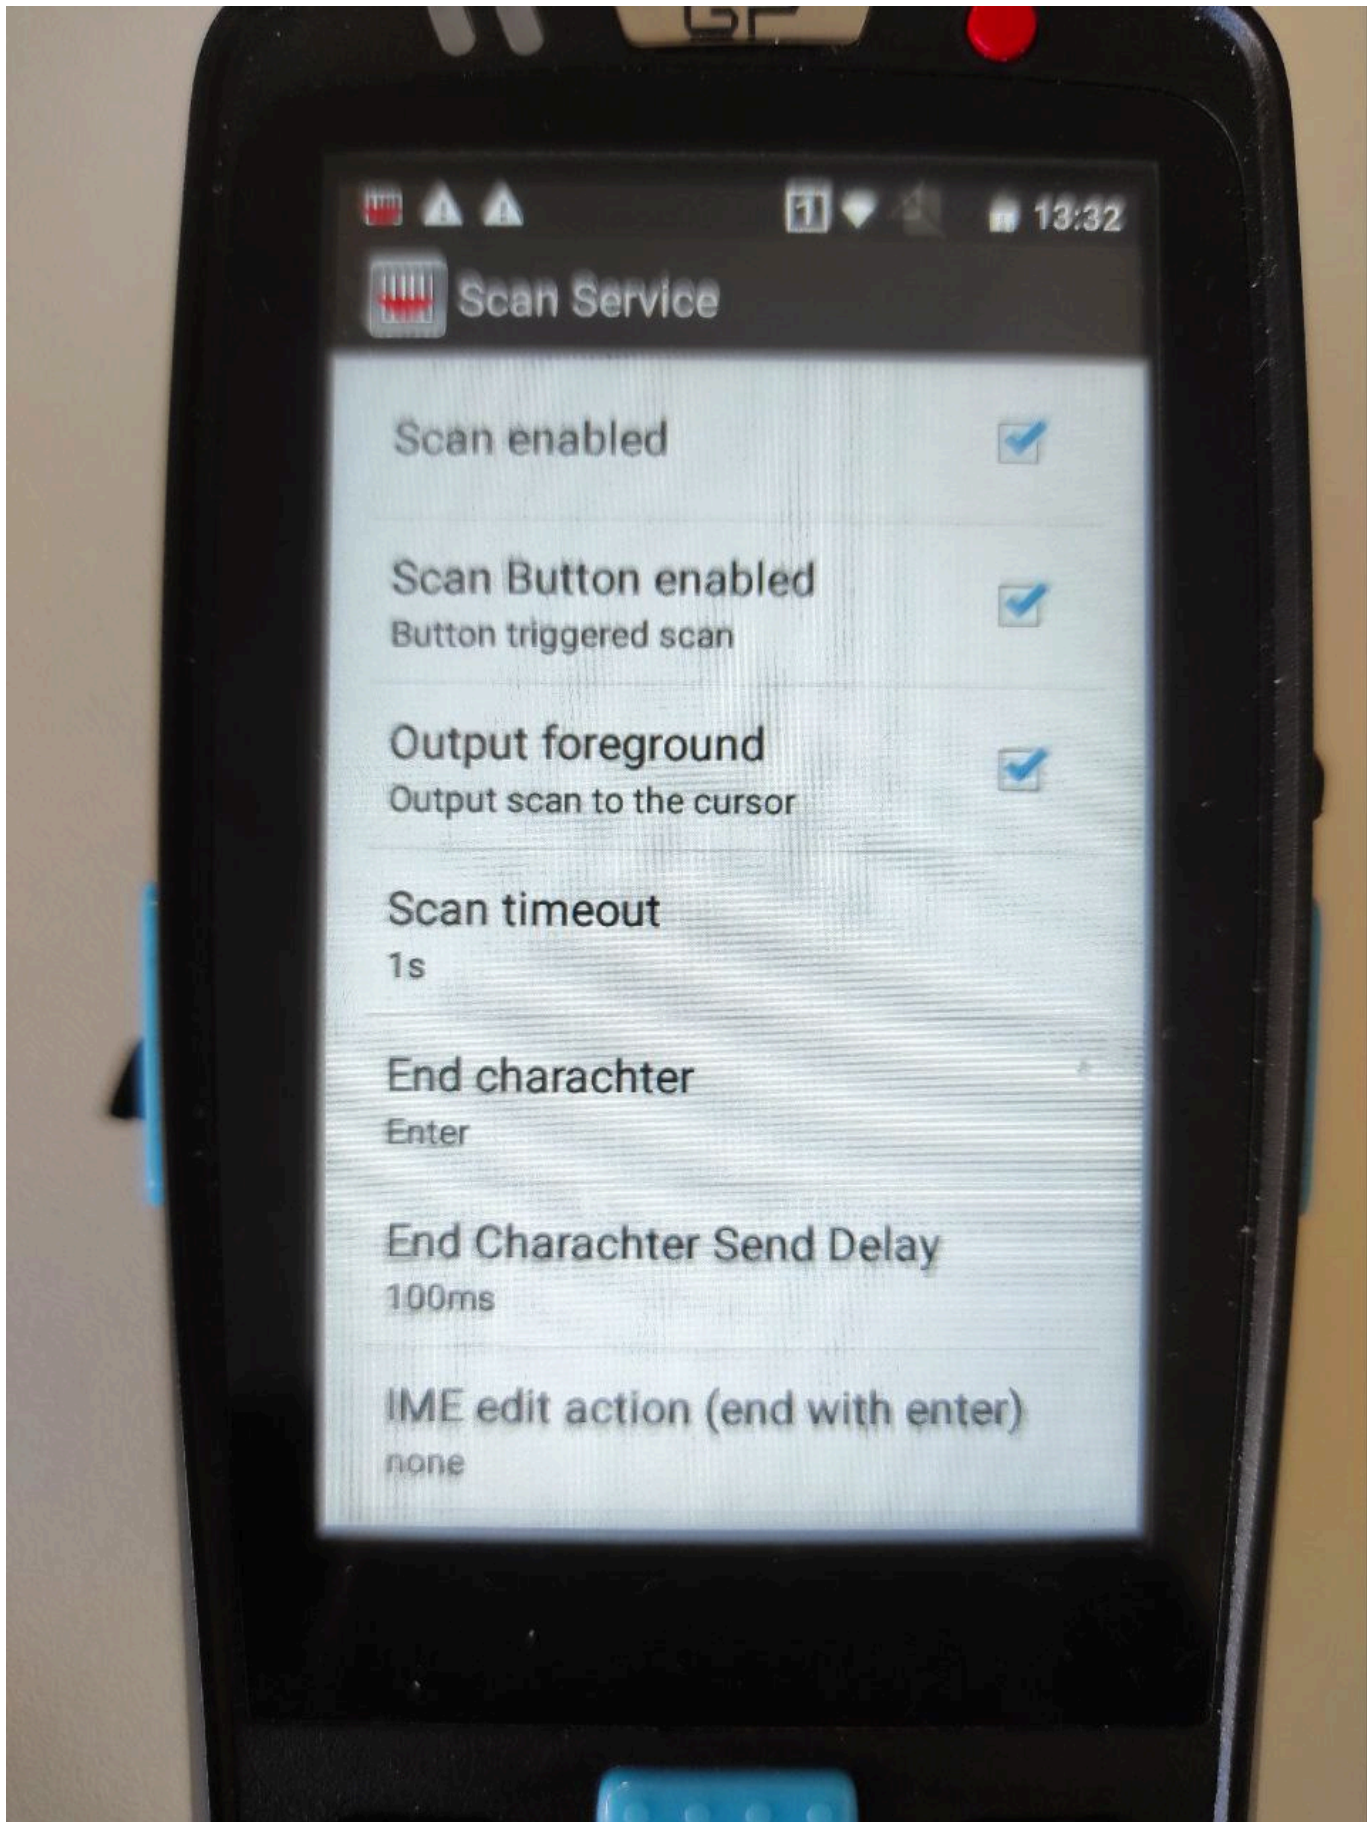 1 13:32
Scan Service
Scan enabled
Scan Button enabled
Button triggered scan
Output foreground
Output scan to the cursor
Scan timeout
1s
End charachter
Enter
End Charachter Send Delay
100ms
IME edit action (end with enter)
none